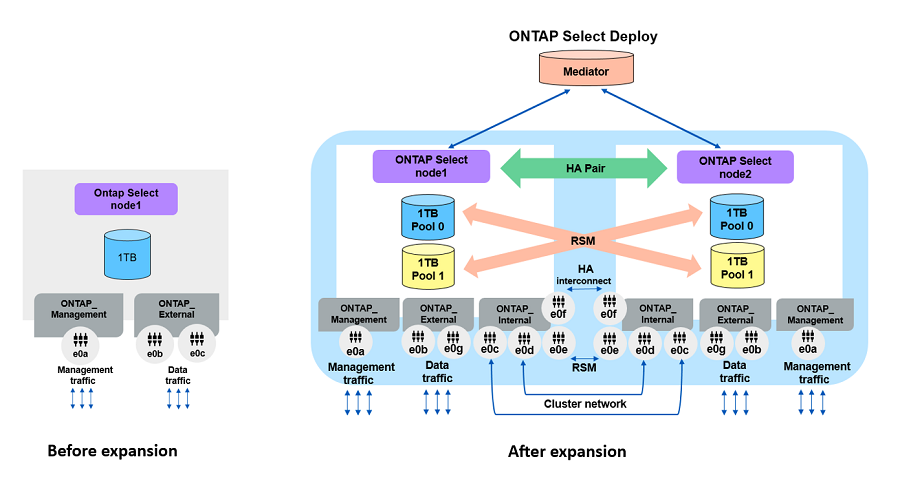 ONTAP Select Deploy
Mediator
Ontap Select
node1
1TB
ONTAP_
Management
ONTAP_
External
e0a
e0b
e0c
Management
traffic
Data
traffic
Before expansion
ONTAP Select
node1
HA Pair
ONTAP Select
node2
1TB
Pool 0
1TB
Pool 0
RSM
1TB
Pool 1
1TB
Pool 1
HA
interconnect
ONTAP_
Management
ONTAP_
External
ONTAP_
Internal
e0f
e0f
ONTAP_
Internal
ONTAP_
External
ONTAP_
Management
e0a
e0b
e0g
e0c
e0d
e0e
e0e
e0d
e0c
e0g
e0b
e0a
Management
traffic
Data
traffic
RSM
Data
traffic
Management
traffic
Cluster network
After expansion